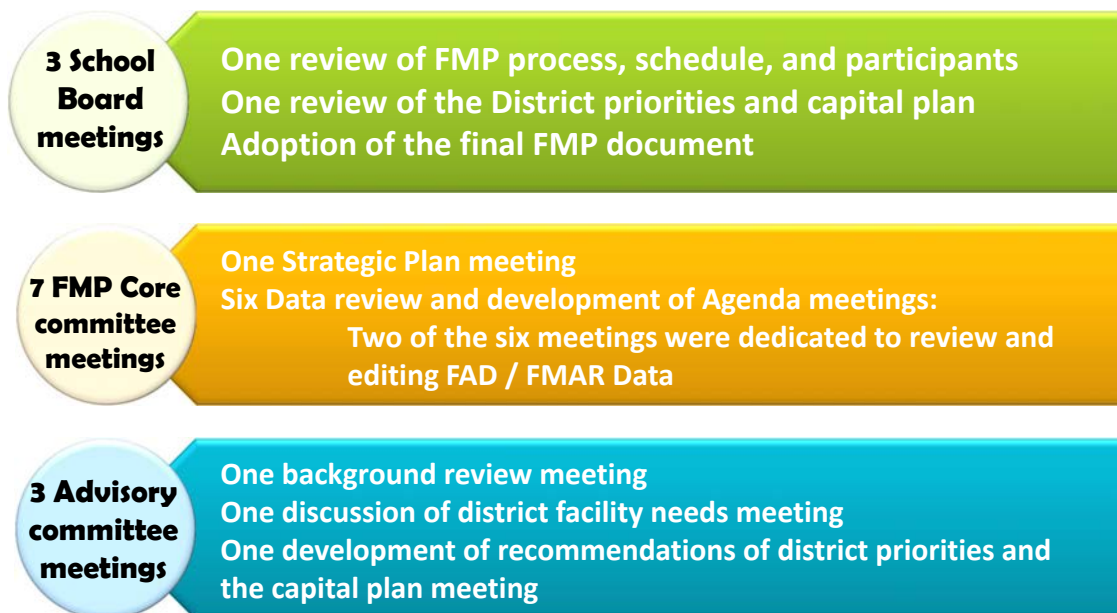 3 School
Board
meetings
One review of FMP process, schedule, and participants
One review of the District priorities and capital plan
Adoption of the final FMP document
7 FMP Core
committee
meetings
One Strategic Plan meeting
Six Data review and development of Agenda meetings:
Two of the six meetings were dedicated to review and
editing FAD / FMAR Data
3 Advisory
committee
meetings
One background review meeting
One discussion of district facility needs meeting
One development of recommendations of district priorities and
the capital plan meeting